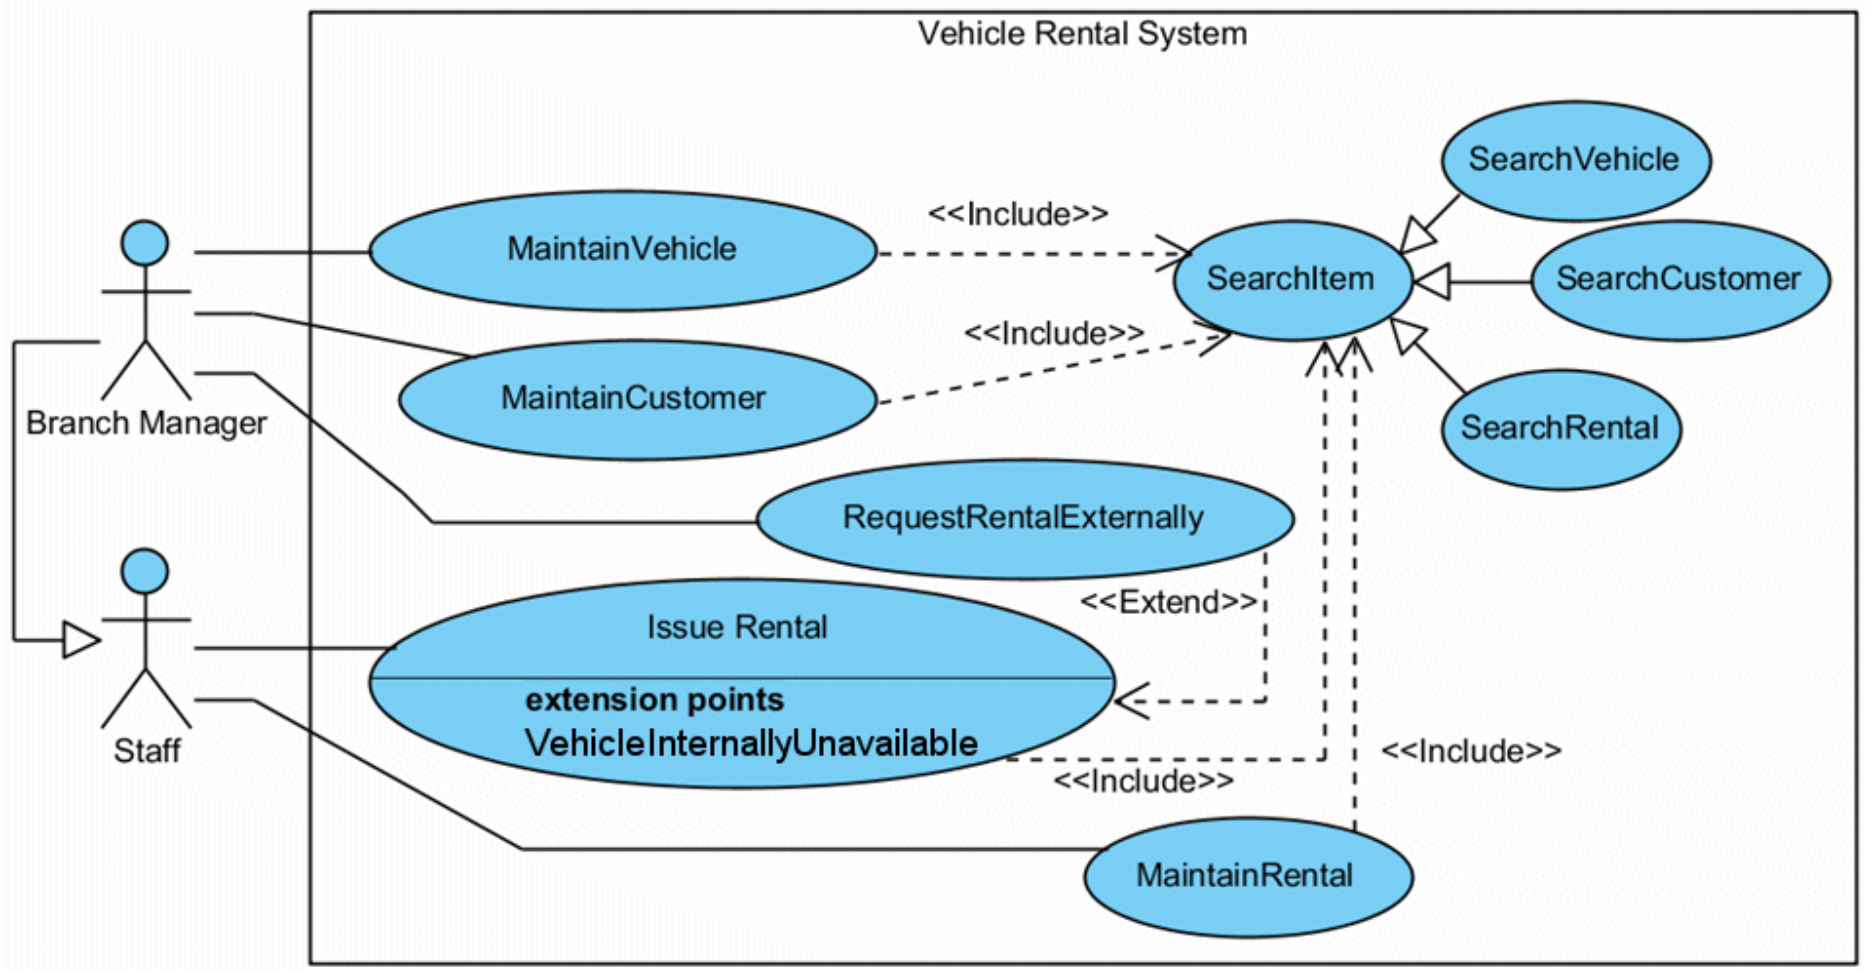 Vehicle Rental System
SearchVehicle
<<Include>>
MaintainVehicle
SearchItem
SearchCustomer
<<Include>>
MaintainCustomer
Branch Manager
SearchRental
RequestRentalExternally
<<Extend>>
Issue Rental
extension points
VehicleInternallyUnavailable
Staff
<<Include>>
<<Include>>
MaintainRental